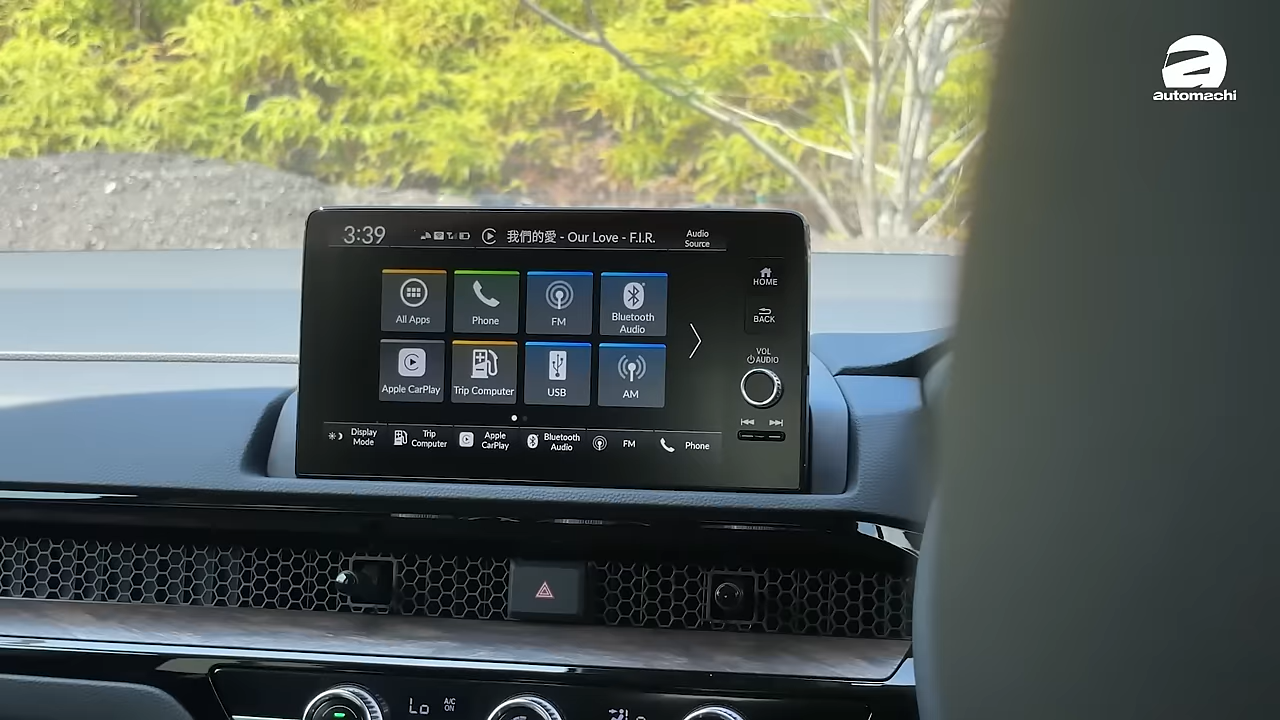 automachi
3:39
我們的愛 - Our Love - F.I.R.
Audio
Source
All Apps
Phone
FM
Bluetooth
Audio
HOME
BACK
Apple CarPlay
Trip Computer
USB
AM
VOL
AUDIO
Display
Mode
Trip
Computer
Apple
CarPlay
Bluetooth
Audio
FM
Phone
Lo
A/C
ON